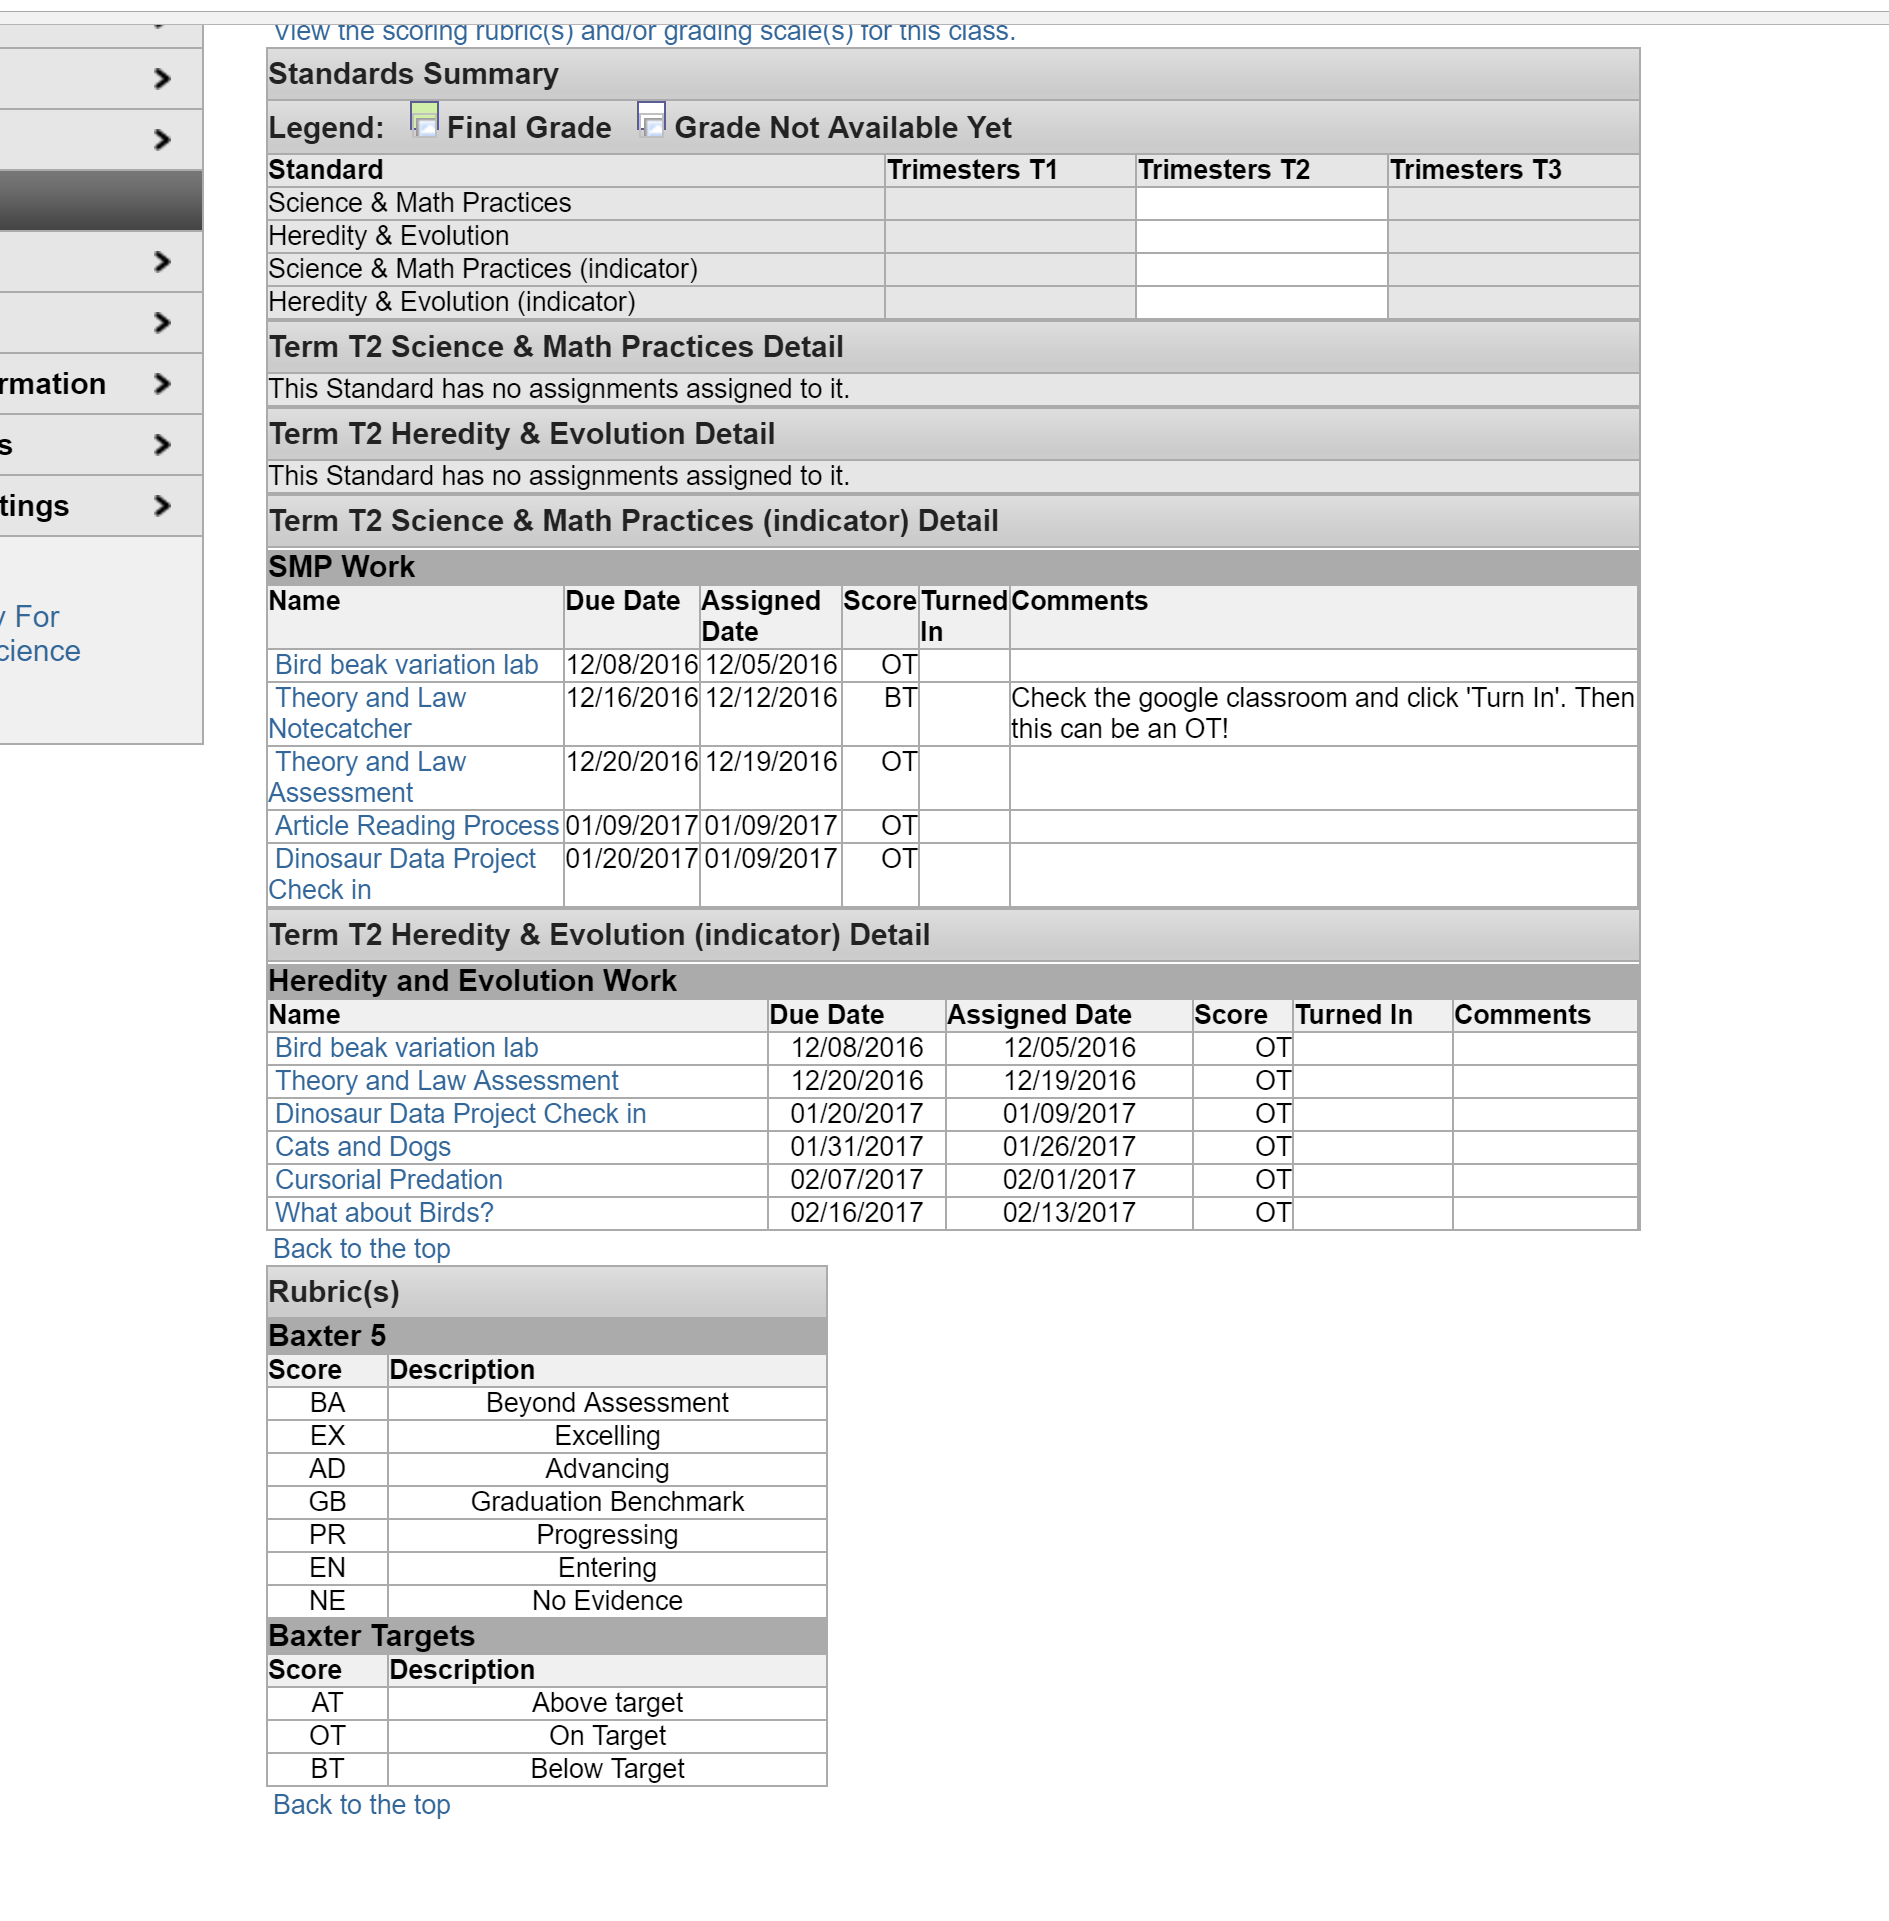 View the scoring rubric(s) and/or grading scale(s) for this class.
rmation
s
tings
y For
cience
Standards Summary
Legend: Final Grade Grade Not Available Yet
Standard Trimesters T1 Trimesters T2 Trimesters T3
Science & Math Practices
Heredity & Evolution
Science & Math Practices (indicator)
Heredity & Evolution (indicator)
Term T2 Science & Math Practices Detail
This Standard has no assignments assigned to it.
Term T2 Heredity & Evolution Detail
This Standard has no assignments assigned to it.
Term T2 Science & Math Practices (indicator) Detail
SMP Work
Name Due Date Assigned Score Turned Comments
Date In
Bird beak variation lab 12/08/2016 12/05/2016 OT
Theory and Law 12/16/2016 12/12/2016 BT Check the google classroom and click 'Turn In'. Then
Notecatcher this can be an OT!
Theory and Law 12/20/2016 12/19/2016 OT
Assessment
Article Reading Process 01/09/2017 01/09/2017 OT
Dinosaur Data Project 01/20/2017 01/09/2017 OT
Check in
Term T2 Heredity & Evolution (indicator) Detail
Heredity and Evolution Work
Name Due Date Assigned Date Score Turned In Comments
Bird beak variation lab 12/08/2016 12/05/2016 OT
Theory and Law Assessment 12/20/2016 12/19/2016 OT
Dinosaur Data Project Check in 01/20/2017 01/09/2017 OT
Cats and Dogs 01/31/2017 01/26/2017 OT
Cursorial Predation 02/07/2017 02/01/2017 OT
What about Birds? 02/16/2017 02/13/2017 OT
Back to the top
Rubric(s)
Baxter 5
Score Description
BA Beyond Assessment
EX Excelling
AD Advancing
GB Graduation Benchmark
PR Progressing
EN Entering
NE No Evidence
Baxter Targets
Score Description
AT Above target
OT On Target
BT Below Target
Back to the top